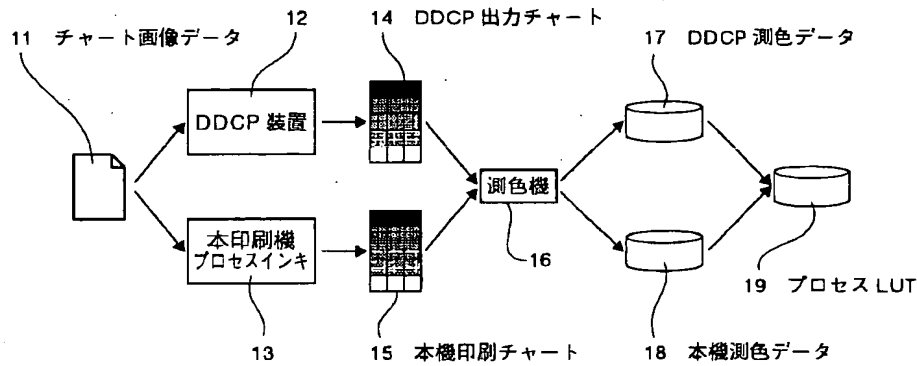 12
14 DDCP 出力チャート
11 チャート画像データ
17 DDCP 測色データ
DDCP 装置
測色機
本印刷機
プロセスインキ
16
19 プロセス LUT
13
15 本機印刷チャート
18 本機測色データ